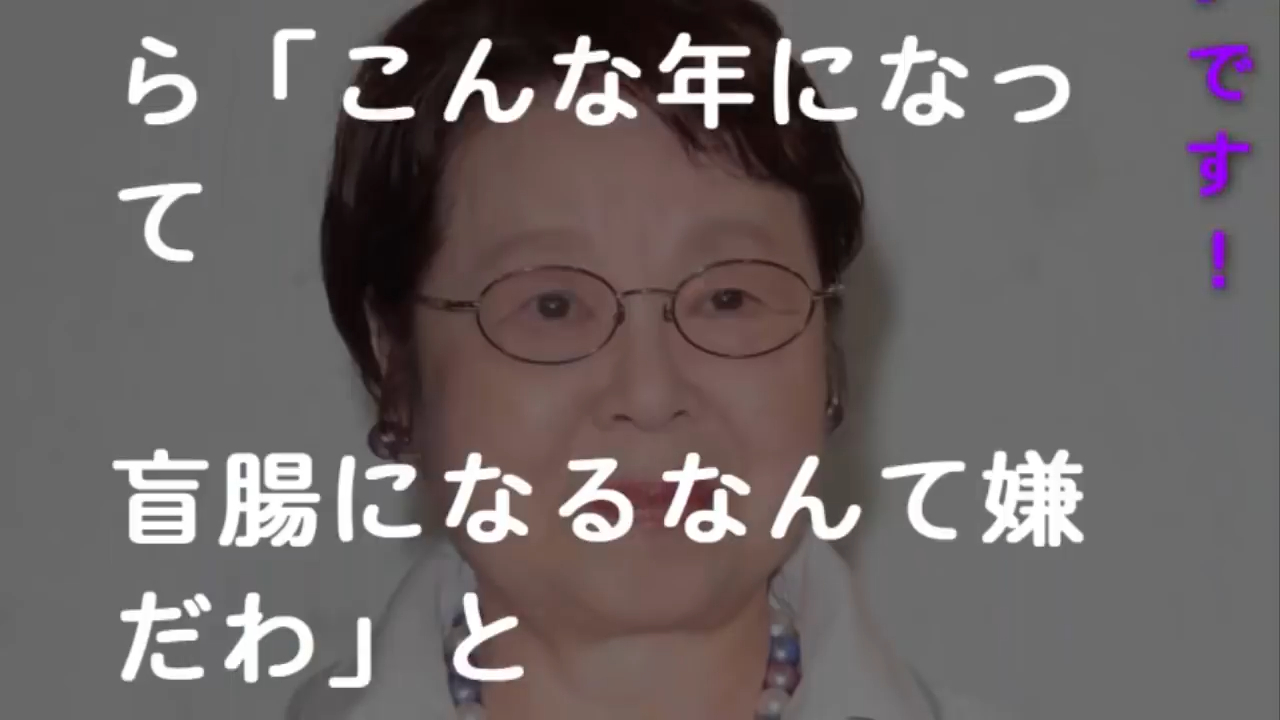 ら「こんな年になっ
て
盲腸になるなんて嫌
だわ」と
です！